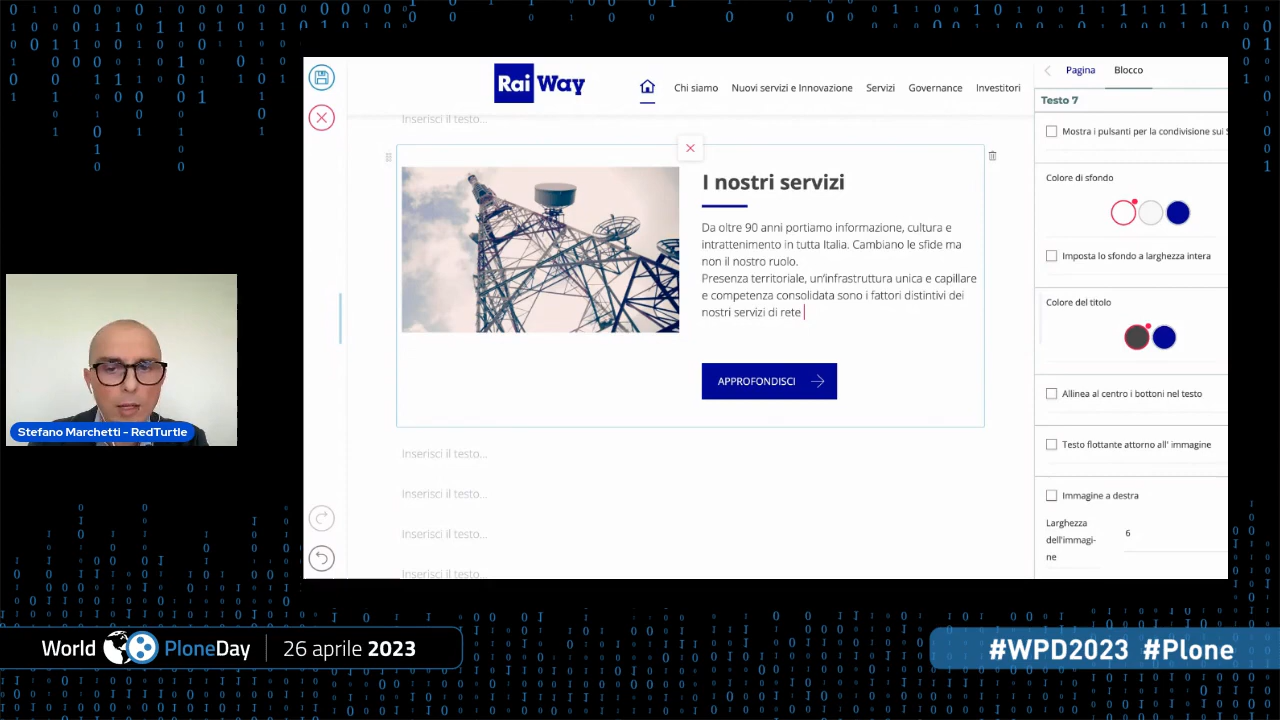 Rai Way
Chi siamo
Nuovi servizi e Innovazione
Servizi
Governance
Investitori
Pagina
Blocco
Testo 7
Inserisci il testo...
Mostra i pulsanti per la condivisione sui S
I nostri servizi
Colore di sfondo
Da oltre 90 anni portiamo informazione, cultura e
intrattenimento in tutta Italia. Cambiano le sfide ma
non il nostro ruolo.
Presenza territoriale, un'infrastruttura unica e capillare
e competenza consolidata sono i fattori distintivi dei
nostri servizi di rete
Imposta lo sfondo a larghezza intera
Colore del titolo
APPROFONDISCI
Allinea al centro i bottoni nel testo
Testo flottante attorno all' immagine
Immagine a destra
Larghezza
dell'immagi-
ne
6
Inserisci il testo...
Inserisci il testo...
Inserisci il testo...
Inserisci il testo...
Stefano Marchetti - RedTurtle
World PloneDay
26 aprile 2023
#WPD2023 #Plone